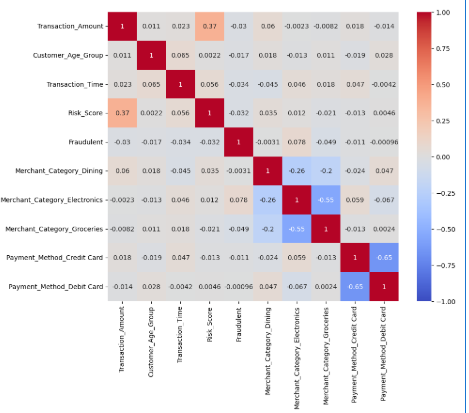 Transaction_Amount 1 0.011 0.023 0.37 -0.03 0.06 -0.0023 -0.0082 0.018 -0.014
Customer_Age_Group 0.011 1 0.065 0.0022 -0.017 0.018 -0.013 0.011 -0.019 0.028
Transaction_Time 0.023 0.065 1 0.056 -0.034 -0.045 0.046 0.018 0.047 -0.0042
Risk_Score 0.37 0.0022 0.056 1 -0.032 0.035 0.012 -0.021 -0.013 0.0046
Fraudulent -0.03 -0.017 -0.034 -0.032 1 -0.0031 0.078 -0.049 -0.011 -0.00096
Merchant_Category_Dining 0.06 0.018 -0.045 0.035 -0.0031 1 -0.26 -0.2 -0.024 0.047
Merchant_Category_Electronics -0.0023 -0.013 0.046 0.012 0.078 -0.26 1 -0.55 0.059 -0.067
Merchant_Category_Groceries -0.0082 0.011 0.018 -0.021 -0.049 -0.2 -0.55 1 -0.013 0.0024
Payment_Method_Credit Card 0.018 -0.019 0.047 -0.013 -0.011 -0.024 0.059 -0.013 1 -0.65
Payment_Method_Debit Card -0.014 0.028 -0.0042 0.0046 -0.00096 0.047 -0.067 0.0024 -0.65 1
Transaction_Amount
Customer_Age_Group
Transaction_Time
Risk_Score
Fraudulent
Merchant_Category_Dining
Merchant_Category_Electronics
Merchant_Category_Groceries
Payment_Method_Credit Card
Payment_Method_Debit Card
1.00
0.75
0.50
0.25
0.00
−0.25
−0.50
−0.75
−1.00